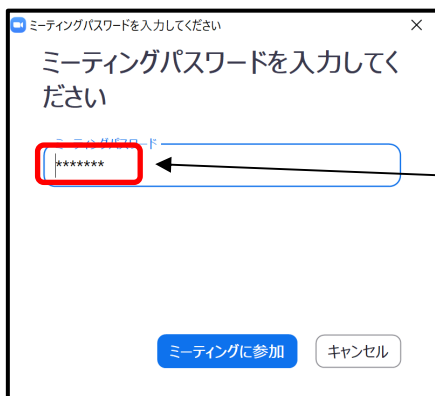 ミーティングパスワードを入力してください
ミーティングパスワードを入力してく
ださい
ミーティングパスワード
*******
ミーティングに参加
キャンセル